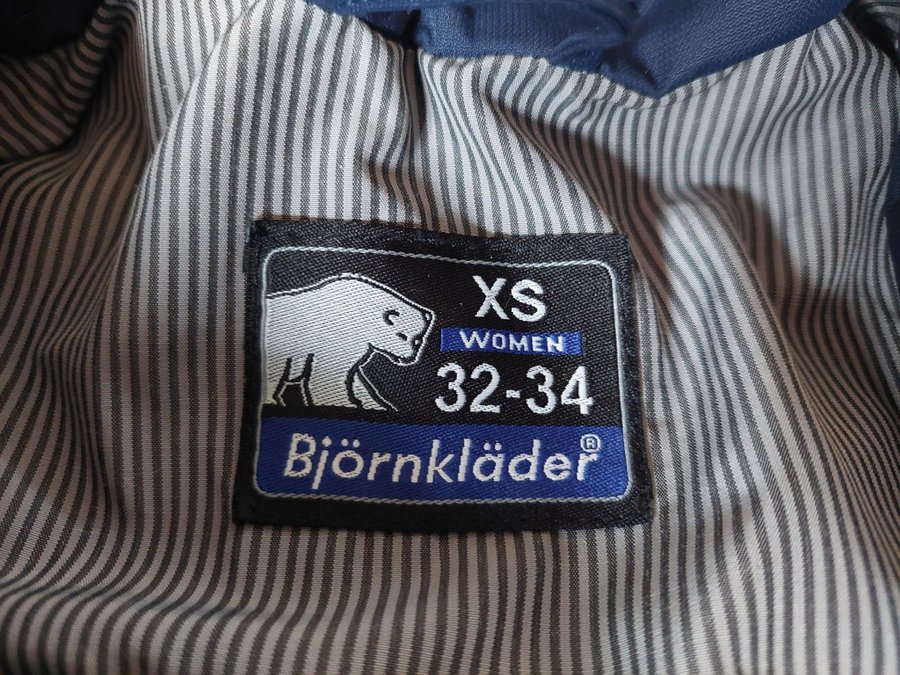 XS
WOMEN
32-34
Björnkläder®